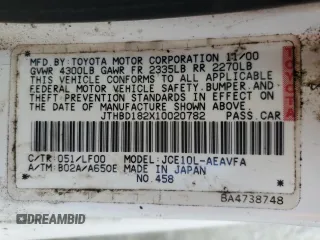 MFD. BY: TOYOTA MOTOR CORPORATION 11/00
GVWR 4300LB GAWR FR 2335LB RR 2270LB
THIS VEHICLE CONFORMS TO ALL APPLICABLE
FEDERAL MOTOR VEHICLE SAFETY, BUMPER, AND
THEFT PREVENTION STANDARDS IN EFFECT ON
THE DATE OF MANUFACTURE SHOWN ABOVE.
JTHBD182X10020782 PASS.CAR
TOYOTA
C/TR: 051/LF00 MODEL: JCE10L-AEAVFA
A/TM: B02A/A650E MADE IN JAPAN
NO.458
BA4738748
DREAMBID